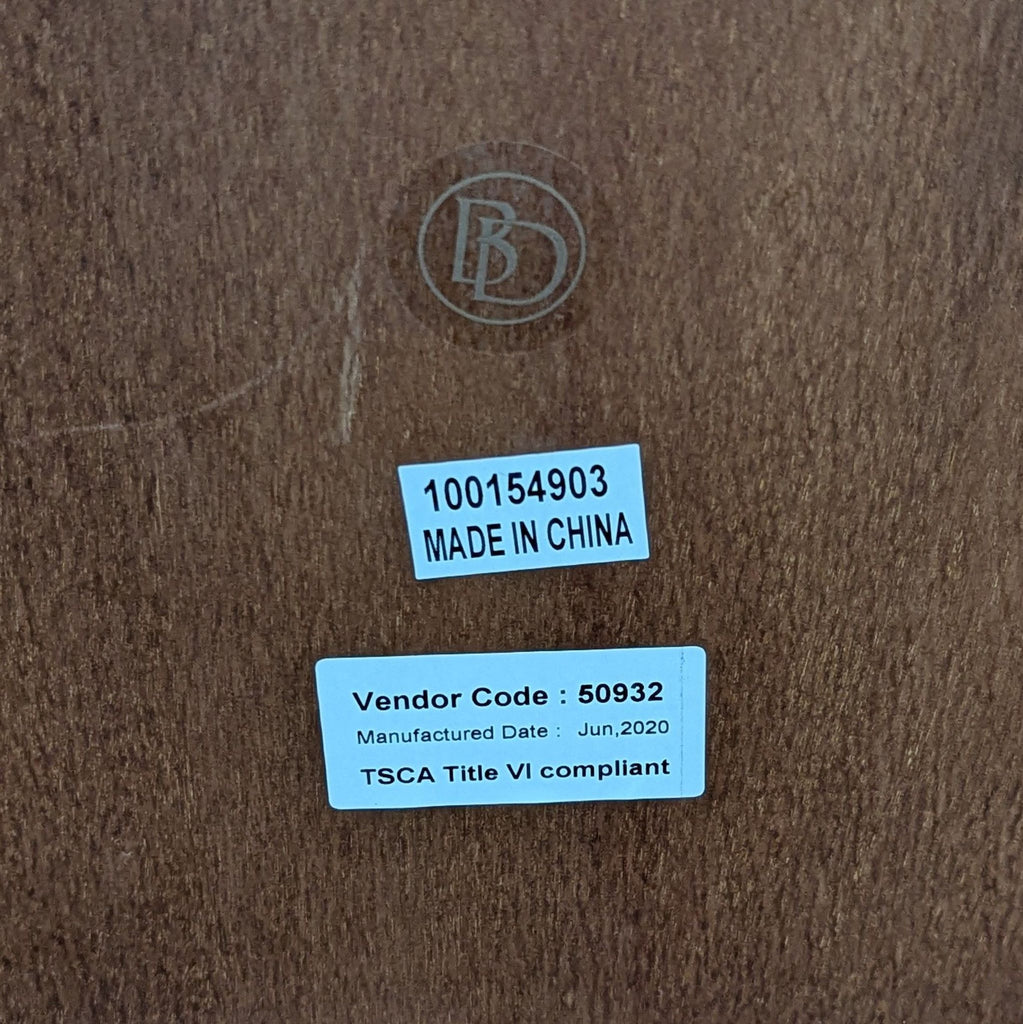 BD
100154903
MADE IN CHINA
Vendor Code : 50932
Manufactured Date : Jun,2020
TSCA Title VI compliant